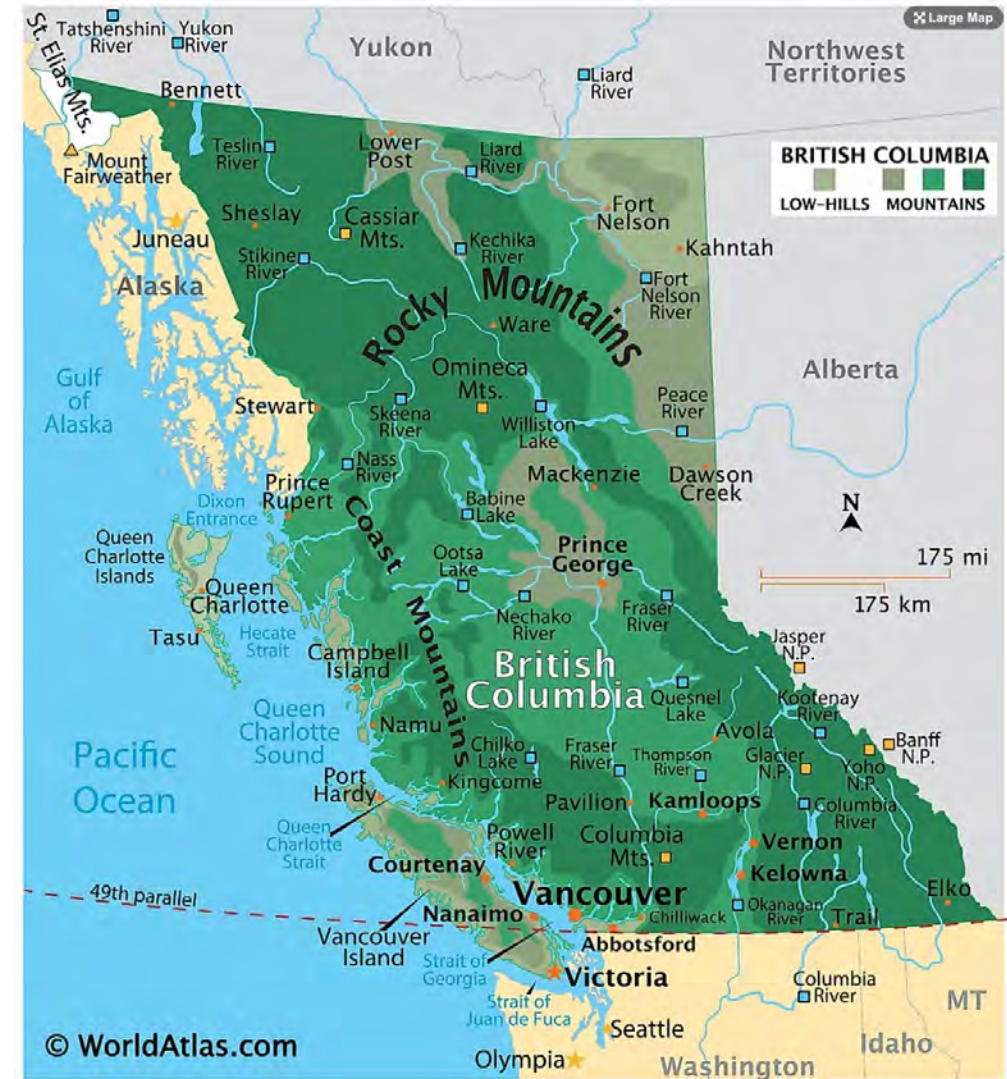 Large Map
St. Elias Mts.
Tatshenshini
River
Yukon
River
Yukon
Northwest
Territories
Liard
River
Bennett
Mount
Fairweather
Teslin
River
Lower
Post
Liard
River
BRITISH COLUMBIA
LOW-HILLS MOUNTAINS
Juneau
Sheslay
Cassiar
Mts.
Fort
Nelson
Kahntah
Stikine
River
Kechika
River
Fort
Nelson
River
Alaska
Rocky Mountains
Ware
Gulf
of
Alaska
Omineca
Mts.
Alberta
Stewart
Skeena
River
Williston
Lake
Peace
River
Nass
River
Mackenzie
Dawson
Creek
Prince
Rupert
Dixon
Entrance
Babine
Lake
N
Coast Mountains
Queen
Charlotte
Islands
Ootsa
Lake
Prince
George
175 mi
175 km
Queen
Charlotte
Nechako
River
Fraser
River
Tasu
Hecate
Strait
Jasper
N.P.
Campbell
Island
British
Columbia
Quesnel
Lake
Kootenay
River
Queen
Charlotte
Sound
Namu
Avola
Banff
N.P.
Yoho
N.P.
Pacific
Ocean
Chilko
Lake
Fraser
River
Thompson
River
Glacier
N.P.
Port
Hardy
Kingcome
Pavilion
Kamloops
Columbia
River
Queen
Charlotte
Strait
Powell
River
Columbia
Mts.
Vernon
Courtenay
Kelowna
49th parallel
Vancouver
Elko
Nanaimo
Chilliwack
Okanagan
River
Trail
Vancouver
Island
Abbotsford
Strait of
Georgia
Victoria
Columbia
River
MT
Strait of
Juan de Fuca
Seattle
© WorldAtlas.com
Olympia
Washington
Idaho